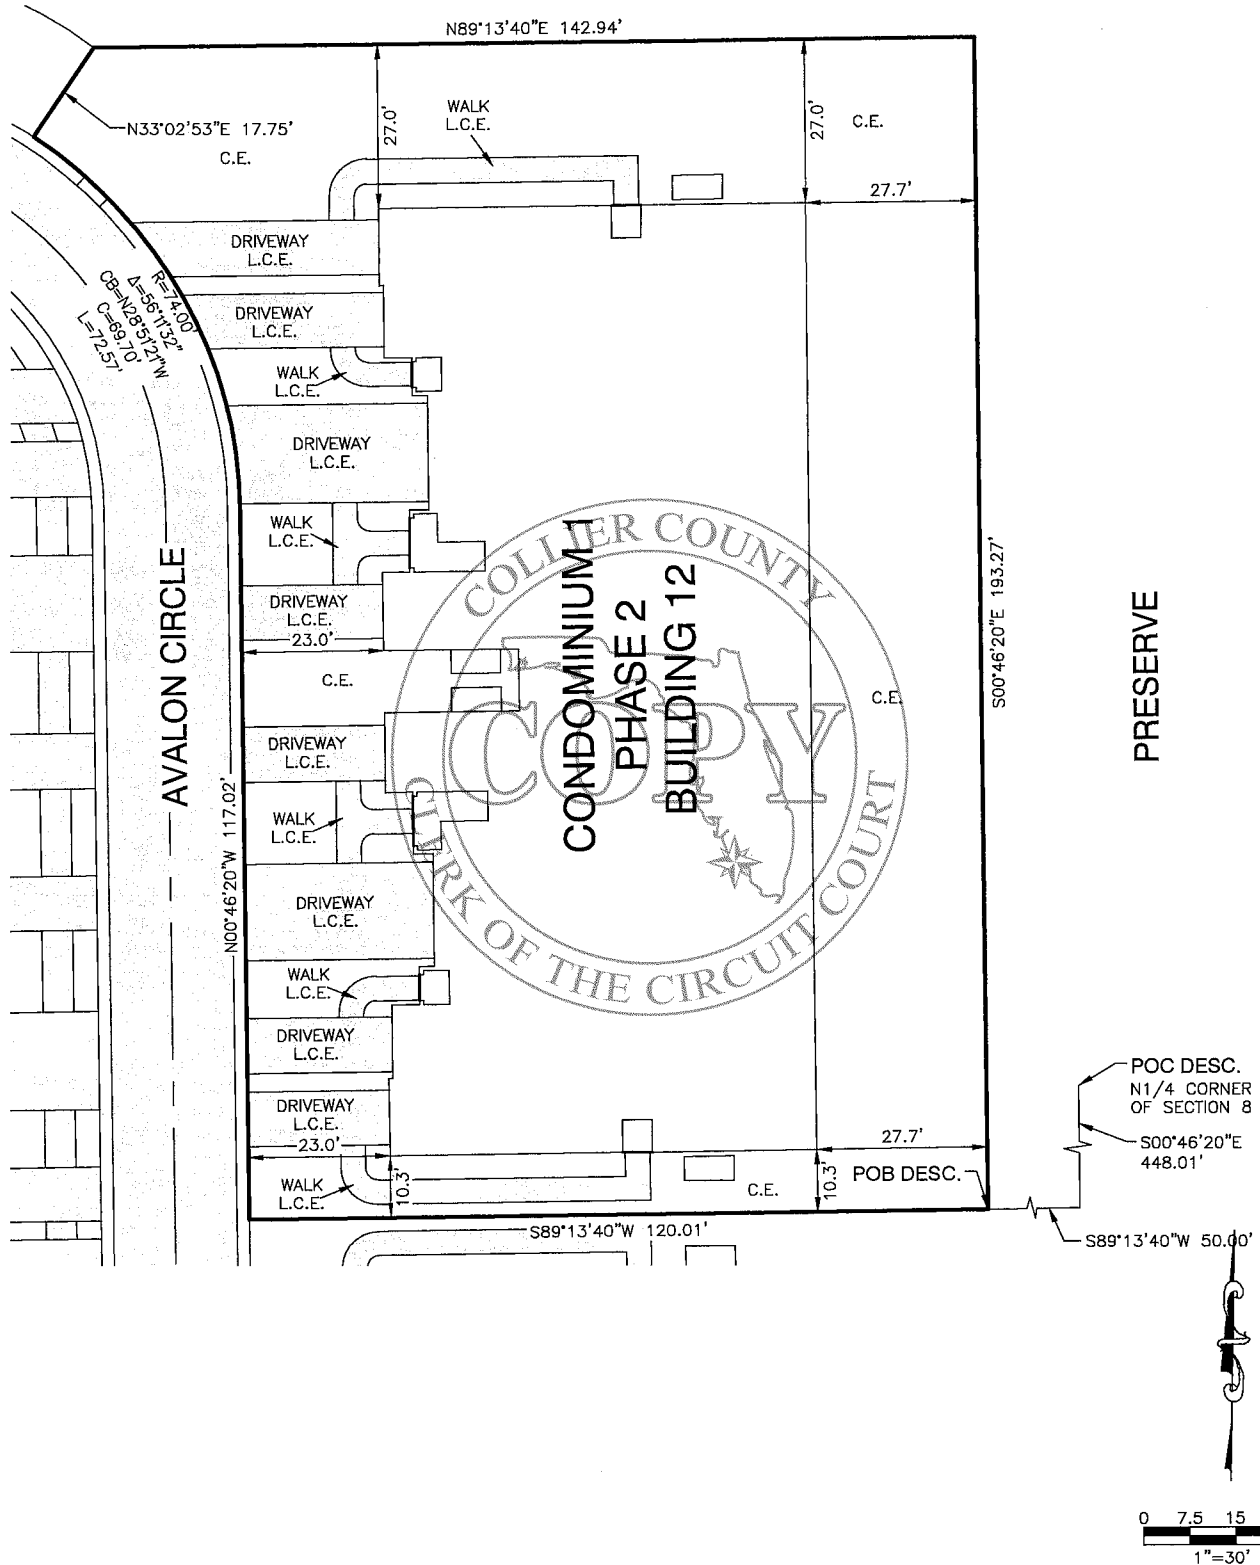 N89°13'40"E 142.94'
N33°02'53"E 17.75'
C.E.
27.0'
WALK
L.C.E.
27.0'
C.E.
27.7'
DRIVEWAY
L.C.E.
R=74.00'
Δ=56°11'32"
CB=N28°51'21"W
C=69.70'
L=72.57'
DRIVEWAY
L.C.E.
WALK
L.C.E.
DRIVEWAY
L.C.E.
WALK
L.C.E.
DRIVEWAY
L.C.E.
23.0'
C.E.
AVALON CIRCLE
N00°46'20"W 117.02'
DRIVEWAY
L.C.E.
WALK
L.C.E.
DRIVEWAY
L.C.E.
WALK
L.C.E.
DRIVEWAY
L.C.E.
DRIVEWAY
L.C.E.
23.0'
WALK
L.C.E.
10.3'
CONDOMINIUM 1
PHASE 2
BUILDING 12
COLLIER COUNTY
COPY
CLERK OF THE CIRCUIT COURT
C.E.
S00°46'20"E 193.27'
PRESERVE
27.7'
10.3'
C.E.
POB DESC.
S89°13'40"W 120.01'
POC DESC.
N1/4 CORNER
OF SECTION 8
S00°46'20"E
448.01'
S89°13'40"W 50.00'
0 7.5 15
1"=30'